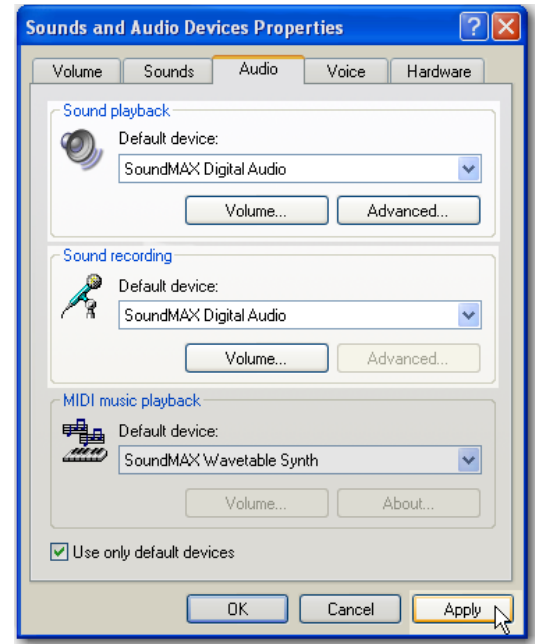 Sounds and Audio Devices Properties
Volume Sounds Audio Voice Hardware
Sound playback
Default device:
SoundMAX Digital Audio
Volume... Advanced...
Sound recording
Default device:
SoundMAX Digital Audio
Volume... Advanced...
MIDI music playback
Default device:
SoundMAX Wavetable Synth
Volume... About...
Use only default devices
OK Cancel Apply